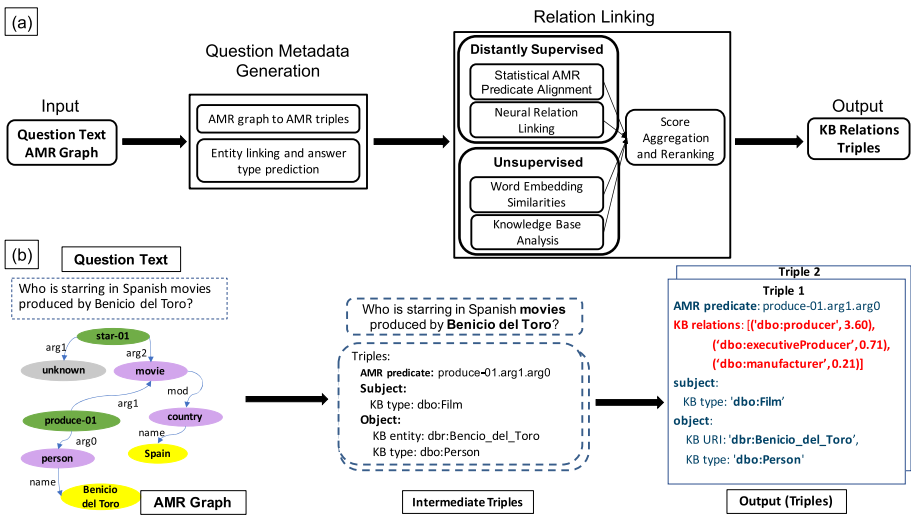 (a)
Relation Linking
Question Metadata
Generation
Input
Question Text
AMR Graph
AMR graph to AMR triples
Entity linking and answer
type prediction
Distantly Supervised
Statistical AMR
Predicate Alignment
Neural Relation
Linking
Unsupervised
Word Embedding
Similarities
Knowledge Base
Analysis
Score
Aggregation
and Reranking
Output
KB Relations
Triples
(b)
Question Text
Who is starring in Spanish movies
produced by Benicio del Toro?
star-01
arg1
arg2
unknown
movie
arg1
mod
produce-01
country
arg0
name
person
Spain
name
Benicio
del Toro
AMR Graph
Who is starring in Spanish movies
produced by Benicio del Toro?
Triples:
AMR predicate: produce-01.arg1.arg0
Subject:
KB type: dbo:Film
Object:
KB entity: dbr:Bencio_del_Toro
KB type: dbo:Person
Intermediate Triples
Triple 2
Triple 1
AMR predicate: produce-01.arg1.arg0
KB relations: [('dbo:producer', 3.60),
('dbo:executiveProducer', 0.71),
('dbo:manufacturer', 0.21)]
subject:
KB type: 'dbo:Film'
object:
KB URI: 'dbr:Benicio_del_Toro',
KB type: 'dbo:Person'
Output (Triples)